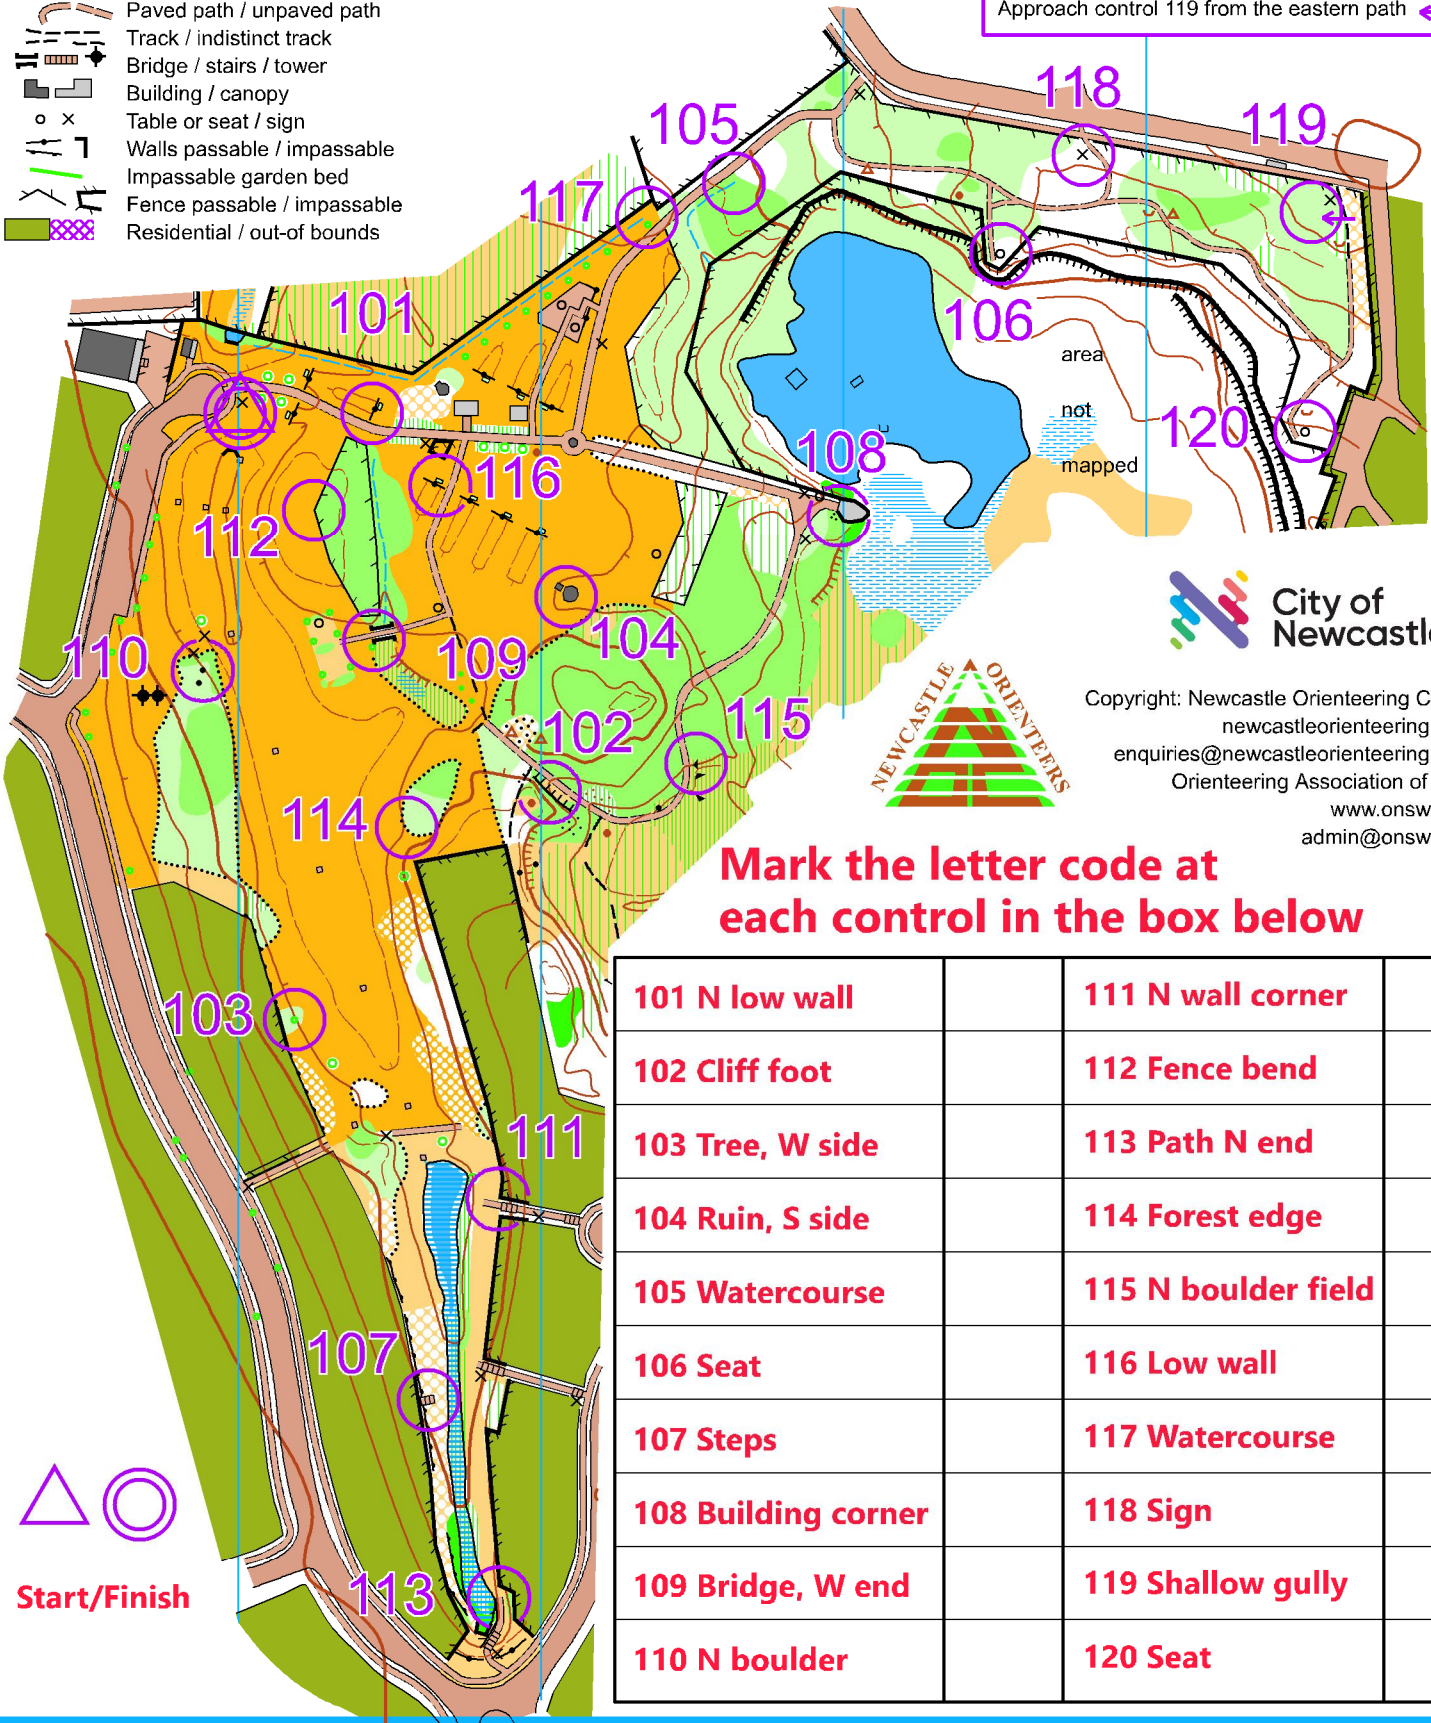 Paved path / unpaved path
Track / indistinct track
Bridge / stairs / tower
Building / canopy
Table or seat / sign
Walls passable / impassable
Impassable garden bed
Fence passable / impassable
Residential / out-of bounds
Approach control 119 from the eastern path
118
105
119
117
101
106
area
not
mapped
120
108
116
112
110
109
104
102
115
114
103
111
107
113
City of
Newcastle
NEWCASTLE ORIENTEERS
Copyright: Newcastle Orienteering C
newcastleorienteering
enquiries@newcastleorienteering
Orienteering Association of
www.onsw
admin@onsw
Mark the letter code at
each control in the box below
101 N low wall
111 N wall corner
102 Cliff foot
112 Fence bend
103 Tree, W side
113 Path N end
104 Ruin, S side
114 Forest edge
105 Watercourse
115 N boulder field
106 Seat
116 Low wall
107 Steps
117 Watercourse
108 Building corner
118 Sign
109 Bridge, W end
119 Shallow gully
110 N boulder
120 Seat
Start/Finish